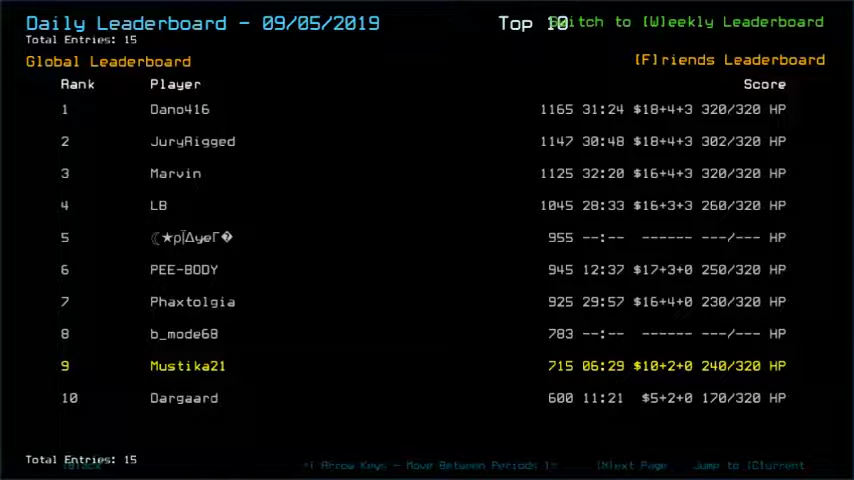 Daily Leaderboard - 09/05/2019 Top 10 Switch to [W]eekly Leaderboard
Total Entries: 15
Global Leaderboard [F]riends Leaderboard
Rank Player Score
1 Dano416 1165 31:24 $18+4+3 320/320 HP
2 JuryRigged 1147 30:48 $18+4+3 302/320 HP
3 Marvin 1125 32:20 $16+4+3 320/320 HP
4 LB 1045 28:33 $16+3+3 260/320 HP
5 955 --:-- ------ ---/--- HP
6 PEE-BODY 945 12:37 $17+3+0 250/320 HP
7 Phaxtolgia 925 29:57 $16+4+0 230/320 HP
8 b_mode68 783 --:-- ------ ---/--- HP
9 Mustika21 715 06:29 $10+2+0 240/320 HP
10 Dargaard 600 11:21 $5+2+0 170/320 HP
Total Entries: 15
[B]ack *[ Arrow Keys - Move Between Periods ]* [N]ext Page Jump to [C]urrent